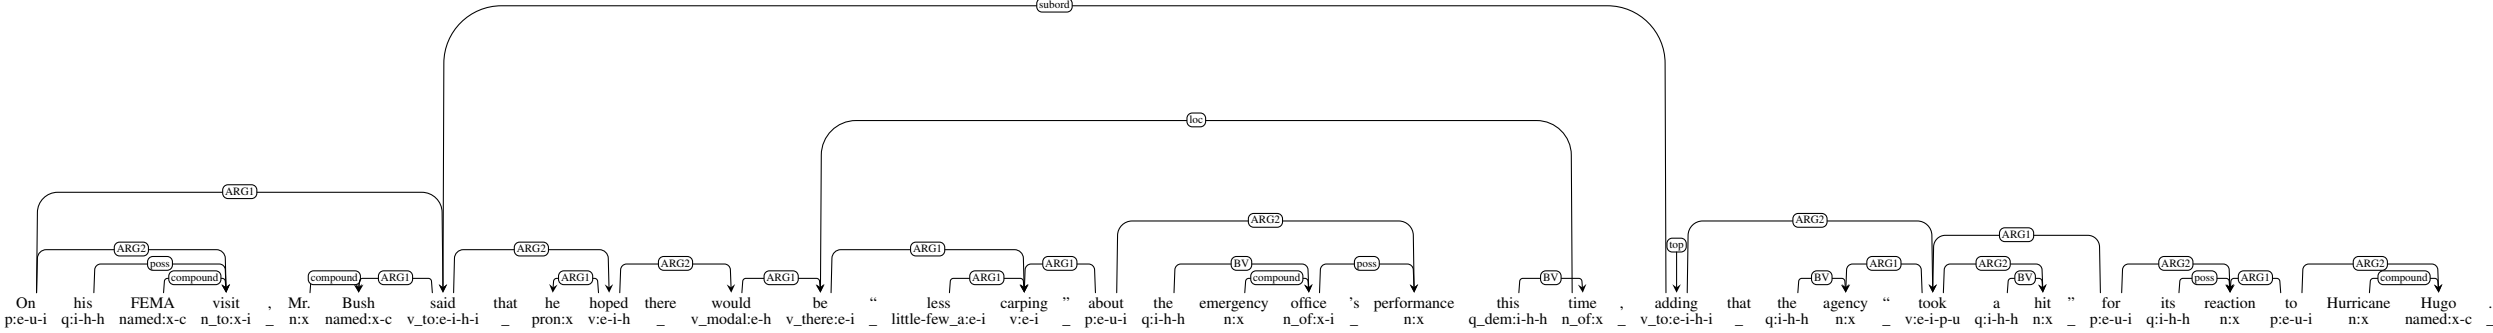 subord
loc
ARG1
ARG2 ARG1
top
ARG2 ARG2 ARG1
poss ARG2 ARG1 ARG2 ARG1 BV poss ARG1 ARG2 ARG2 ARG2
compound compound ARG1 ARG1 ARG1 ARG1 compound BV BV BV poss ARG1 compound
On his FEMA visit , Mr. Bush said that he hoped there would be “ less carping ” about the emergency office 's performance this time , adding that the agency “ took a hit ” for its reaction to Hurricane Hugo .
p:e-u-i q:i-h-h named:x-c n_to:x-i _ n:x named:x-c v_to:e-i-h-i _ pron:x v:e-i-h _ v_modal:e-h v_there:e-i _ little-few_a:e-i v:e-i _ p:e-u-i q:i-h-h n:x n_of:x-i _ n:x q_dem:i-h-h n_of:x _ v_to:e-i-h-i _ q:i-h-h n:x _ v:e-i-p-u q:i-h-h n:x _ p:e-u-i q:i-h-h n:x p:e-u-i n:x named:x-c _